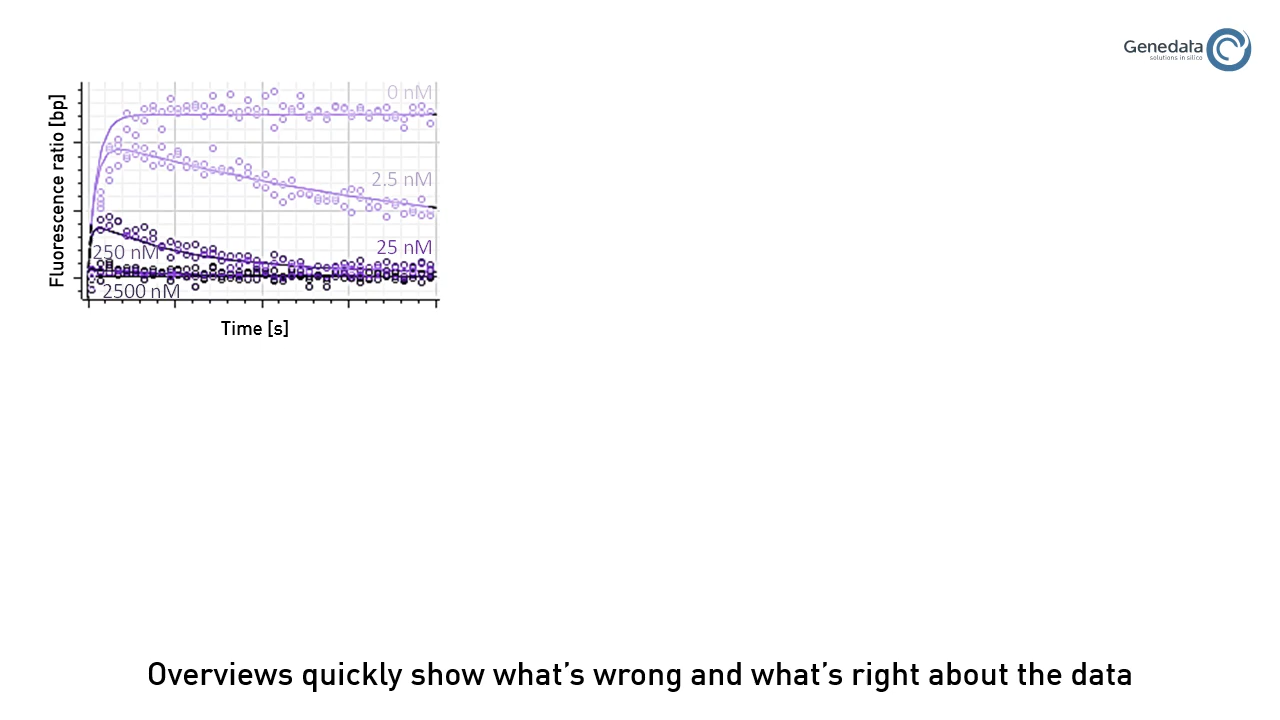 Genedata
solutions in silico
Fluorescence ratio [bp]
0 nM
2.5 nM
25 nM
250 nM
2500 nM
Time [s]
Overviews quickly show what's wrong and what's right about the data